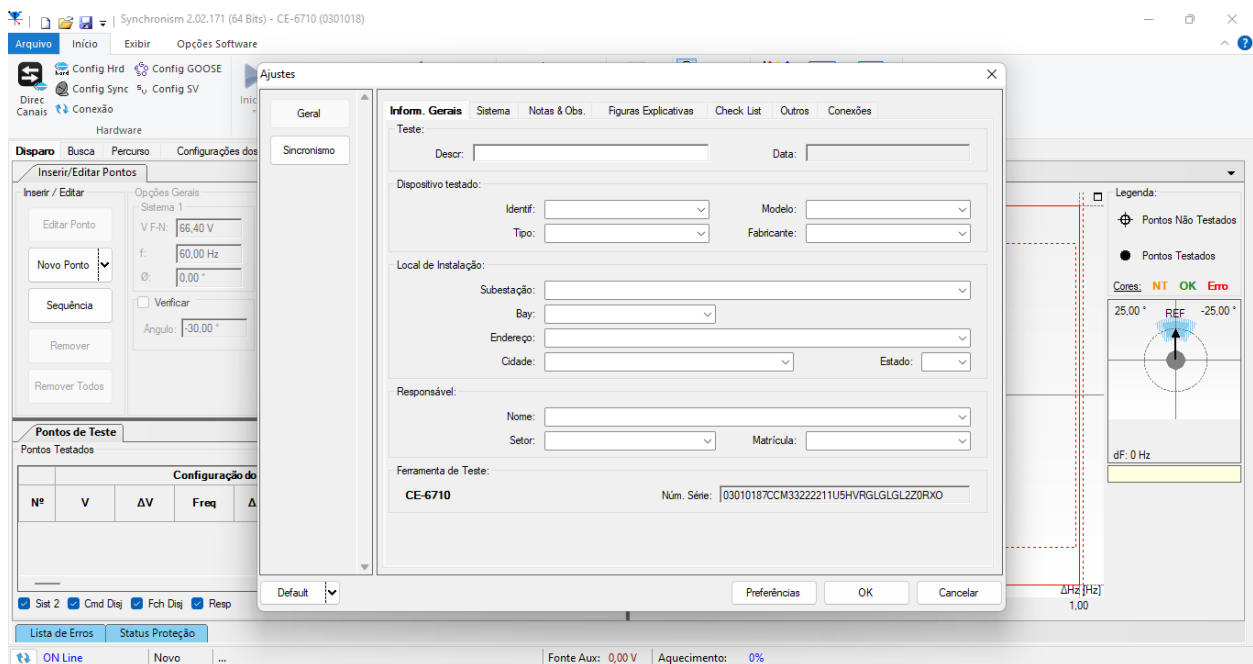 Synchronism 2.02.171 (64 Bits) - CE-6710 (0301018)
Arquivo Início Exibir Opções Software
Config Hrd Config GOOSE
Config Sync Config SV
Direc Canais Conexão
Hardware
Disparo Busca Percurso Configurações dos
Inserir/Editar Pontos
Inserir / Editar
Editar Ponto
Novo Ponto
Sequência
Remover
Remover Todos
Opções Gerais
Sistema 1
V F-N: 66,40 V
f: 60,00 Hz
Ø: 0,00 °
Verificar
Ângulo: -30,00 °
Pontos de Teste
Pontos Testados
Configuração do
Nº V ΔV Freq
Sist 2 Cmd Disj Fch Disj Resp
Lista de Erros Status Proteção
ON Line Novo ... Fonte Aux: 0,00 V Aquecimento: 0%
Ajustes
Geral
Sincronismo
Inform. Gerais Sistema Notas & Obs. Figuras Explicativas Check List Outros Conexões
Teste:
Descr: Data:
Dispositivo testado:
Identif: Modelo:
Tipo: Fabricante:
Local de Instalação:
Subestação:
Bay:
Endereço:
Cidade: Estado:
Responsável:
Nome:
Setor: Matrícula:
Ferramenta de Teste:
CE-6710 Núm. Série: 03010187CCM33222211U5HVRGLGLGL2Z0RXO
Default Preferências OK Cancelar
Legenda:
Pontos Não Testados
Pontos Testados
Cores: NT OK Erro
25,00 ° REF -25,00 °
dF: 0 Hz
ΔHz [Hz]
1,00